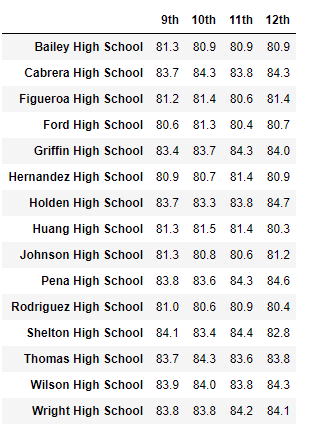 9th 10th 11th 12th
Bailey High School 81.3 80.9 80.9 80.9
Cabrera High School 83.7 84.3 83.8 84.3
Figueroa High School 81.2 81.4 80.6 81.4
Ford High School 80.6 81.3 80.4 80.7
Griffin High School 83.4 83.7 84.3 84.0
Hernandez High School 80.9 80.7 81.4 80.9
Holden High School 83.7 83.3 83.8 84.7
Huang High School 81.3 81.5 81.4 80.3
Johnson High School 81.3 80.8 80.6 81.2
Pena High School 83.8 83.6 84.3 84.6
Rodriguez High School 81.0 80.6 80.9 80.4
Shelton High School 84.1 83.4 84.4 82.8
Thomas High School 83.7 84.3 83.6 83.8
Wilson High School 83.9 84.0 83.8 84.3
Wright High School 83.8 83.8 84.2 84.1